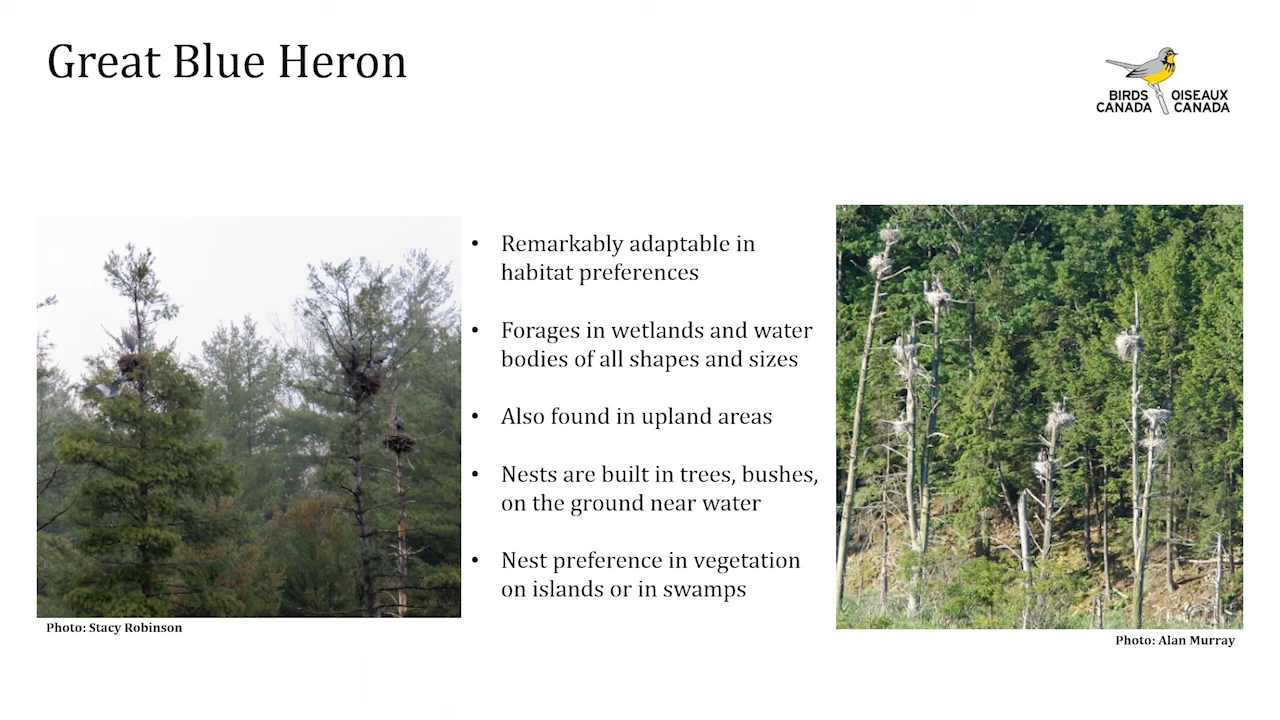 Great Blue Heron
BIRDS OISEAUX
CANADA CANADA
• Remarkably adaptable in
habitat preferences
• Forages in wetlands and water
bodies of all shapes and sizes
• Also found in upland areas
• Nests are built in trees, bushes,
on the ground near water
• Nest preference in vegetation
on islands or in swamps
Photo: Stacy Robinson
Photo: Alan Murray